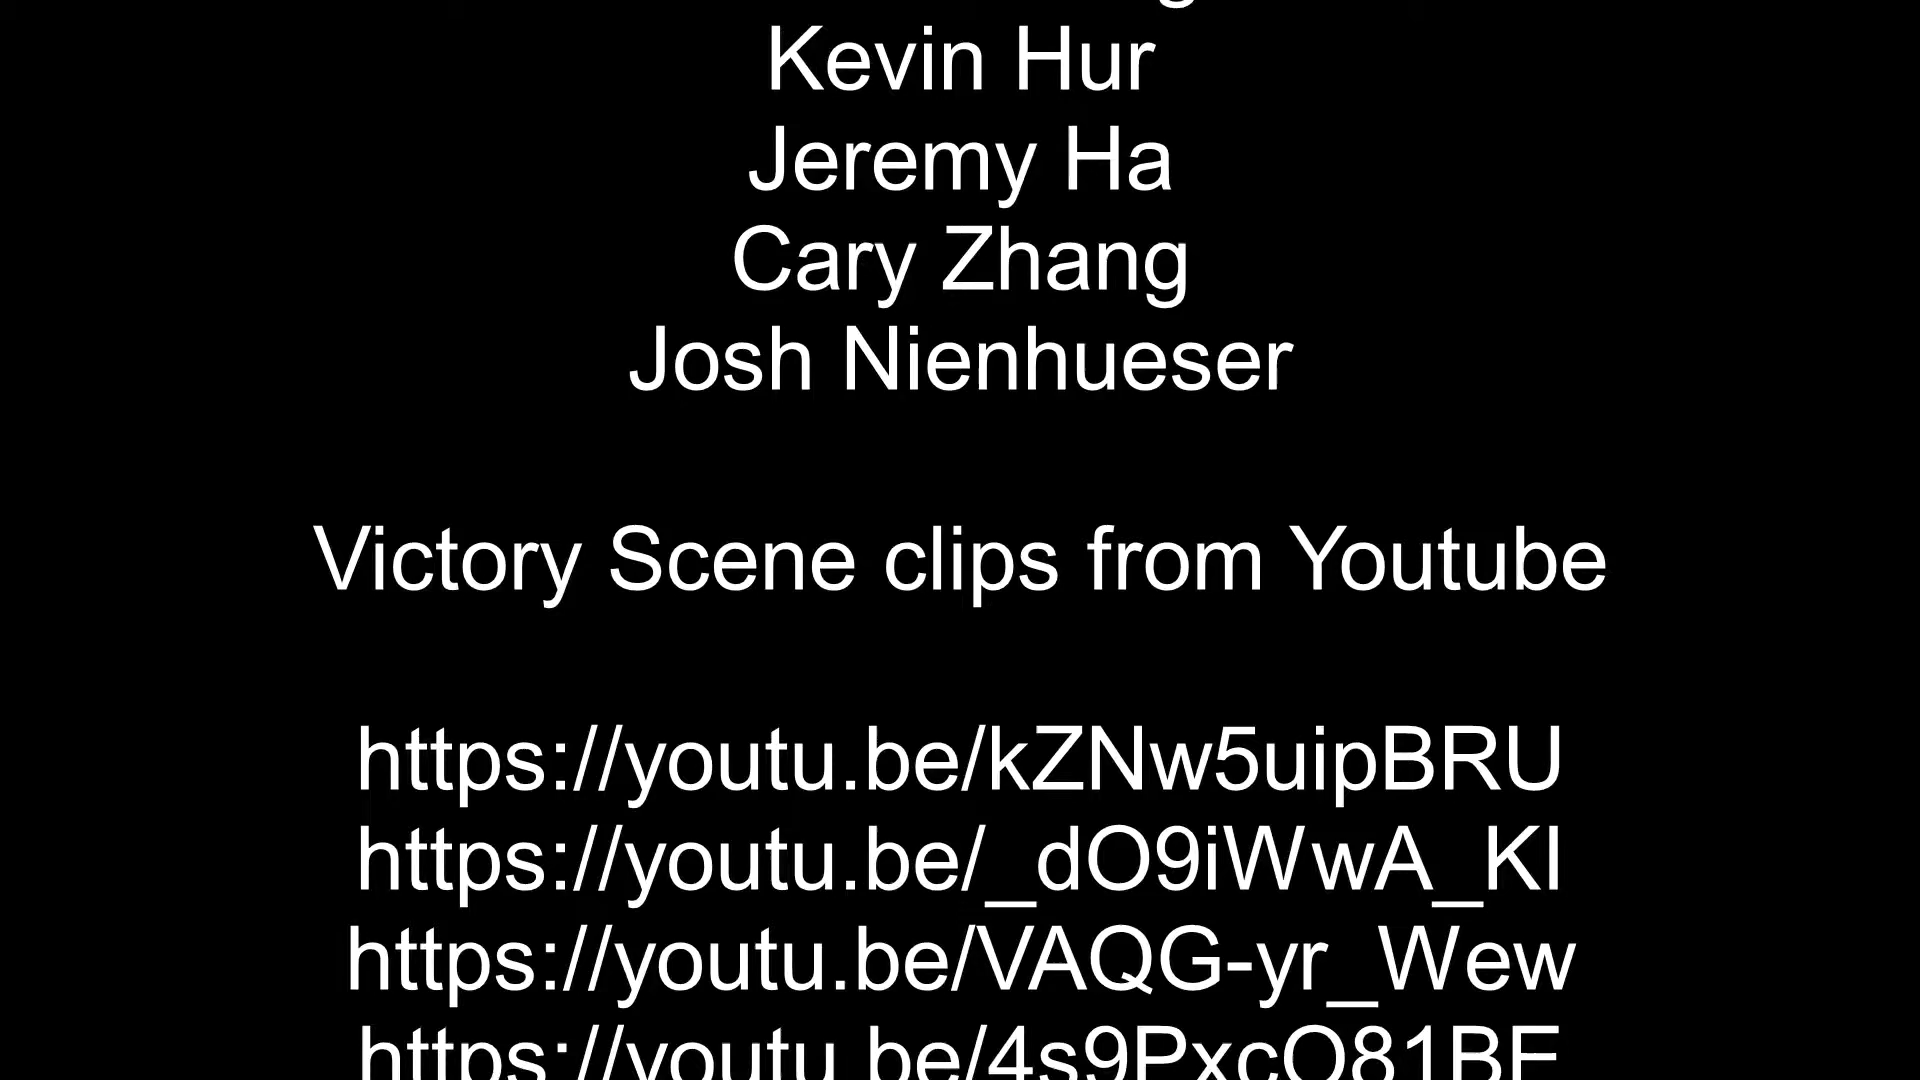 Kevin Hur
Jeremy Ha
Cary Zhang
Josh Nienhueser
Victory Scene clips from Youtube
https://youtu.be/kZNw5uipBRU
https://youtu.be/_dO9iWwA_KI
https://youtu.be/VAQG-yr_Wew